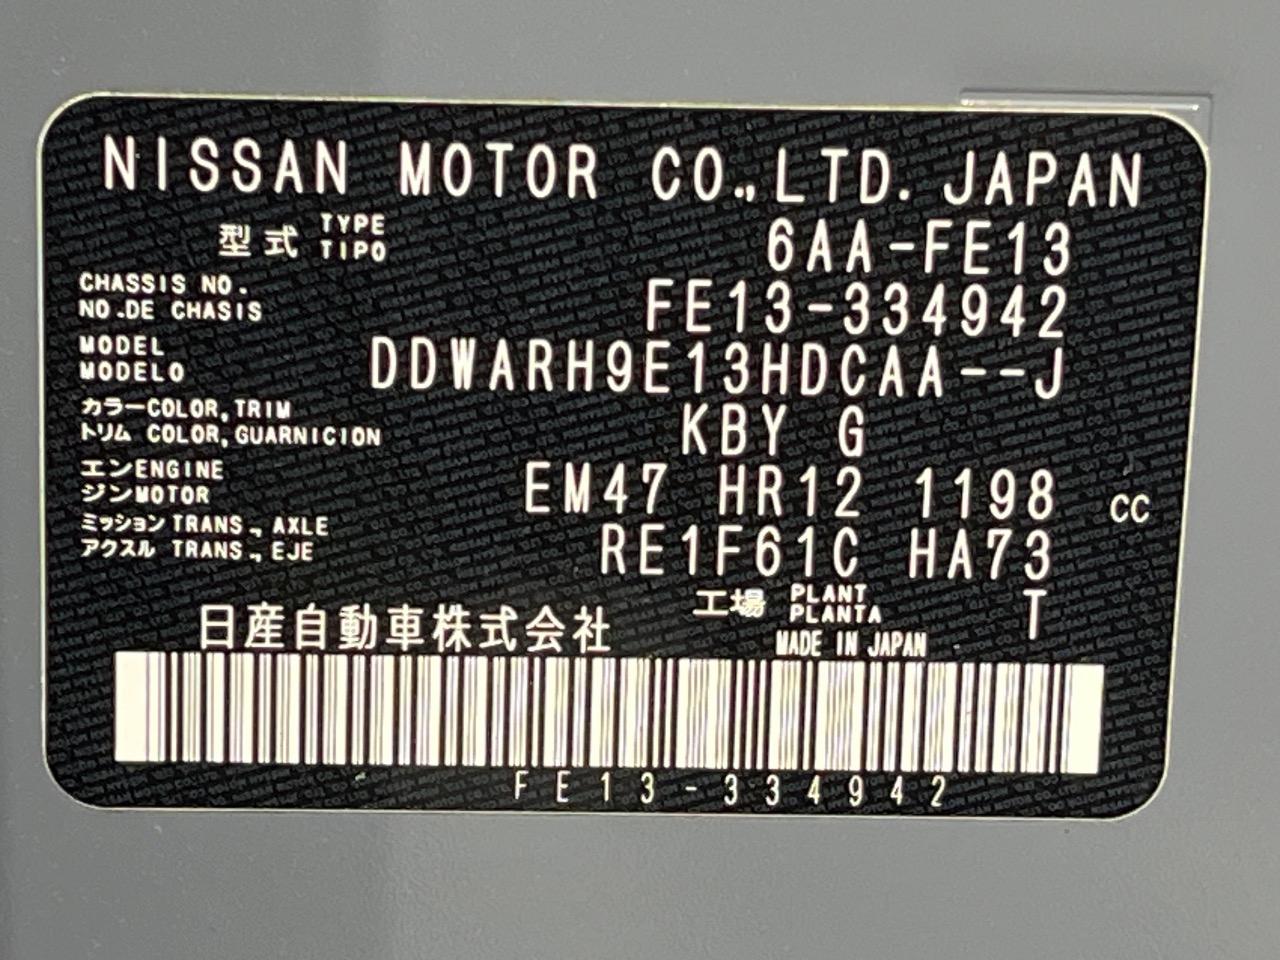 NISSAN MOTOR CO.,LTD. JAPAN
型式 TYPE TIPO 6AA-FE13
CHASSIS NO.
NO.DE CHASIS FE13-334942
MODEL
MODELO DDWARH9E13HDCAA--J
カラーCOLOR,TRIM
トリム COLOR,GUARNICION KBY G
エンENGINE
ジンMOTOR EM47 HR12 1198 CC
ミッション TRANS., AXLE
アクスル TRANS., EJE RE1F61C HA73
工場 PLANT PLANTA T
日産自動車株式会社 MADE IN JAPAN
FE13-334942